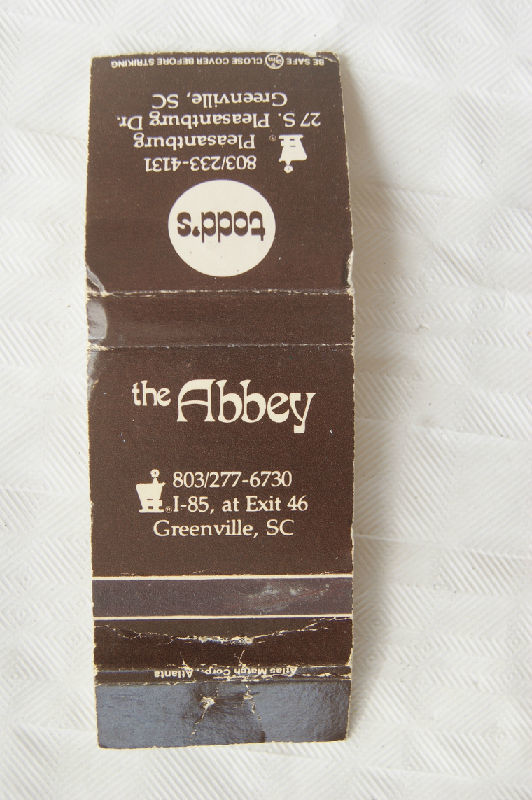 BE SAFE CLOSE COVER BEFORE STRIKING
27 S. Pleasantburg Dr.
Greenville, SC
803/233-4131
Pleasantburg
todd's
the Abbey
803/277-6730
I-85, at Exit 46
Greenville, SC
Atlas Match Corp., Atlanta